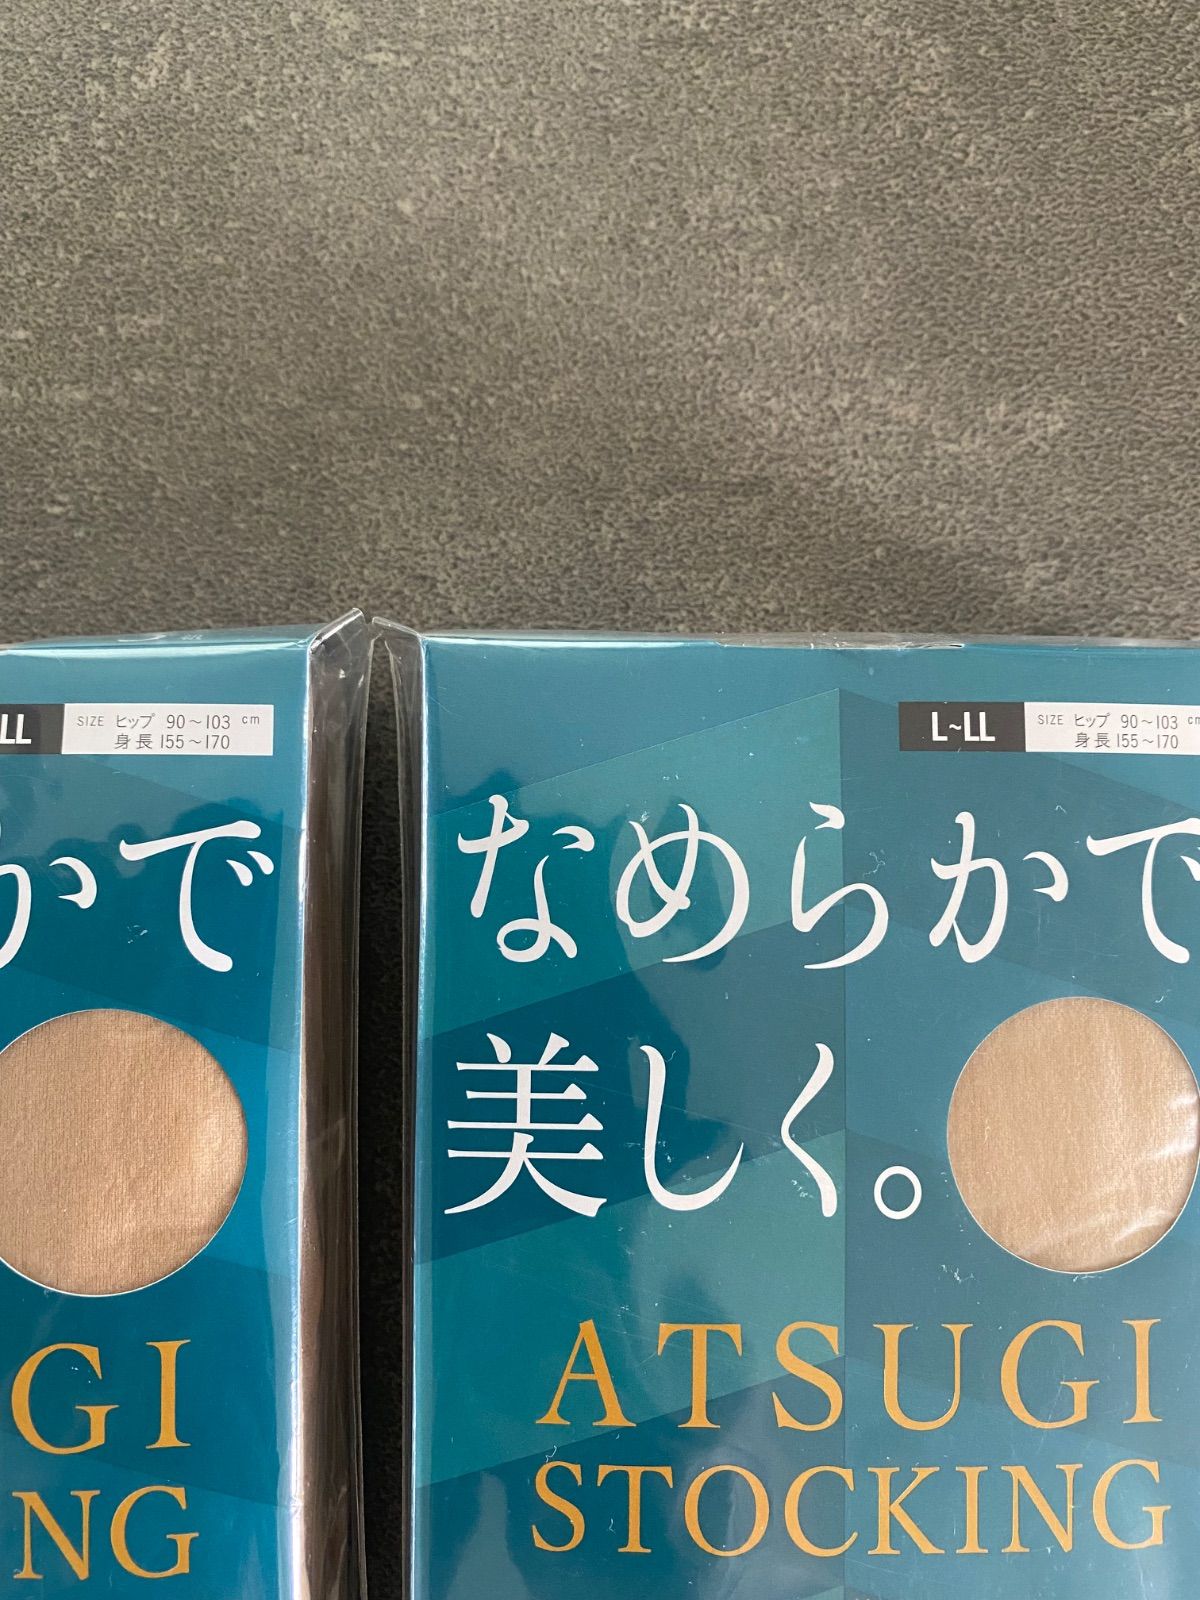 LL
SIZE ヒップ 90～103 cm
身長 155～170
かで
GI
NG
L~LL
SIZE ヒップ 90～103 cm
身長 155～170
なめらかで
美しく。
ATSUGI
STOCKING